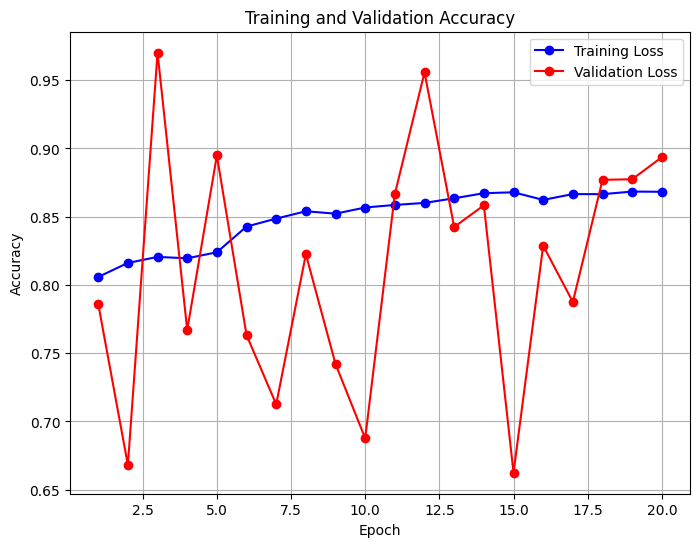 Training and Validation Accuracy
Training Loss
Validation Loss
Accuracy
0.95
0.90
0.85
0.80
0.75
0.70
0.65
2.5 5.0 7.5 10.0 12.5 15.0 17.5 20.0
Epoch